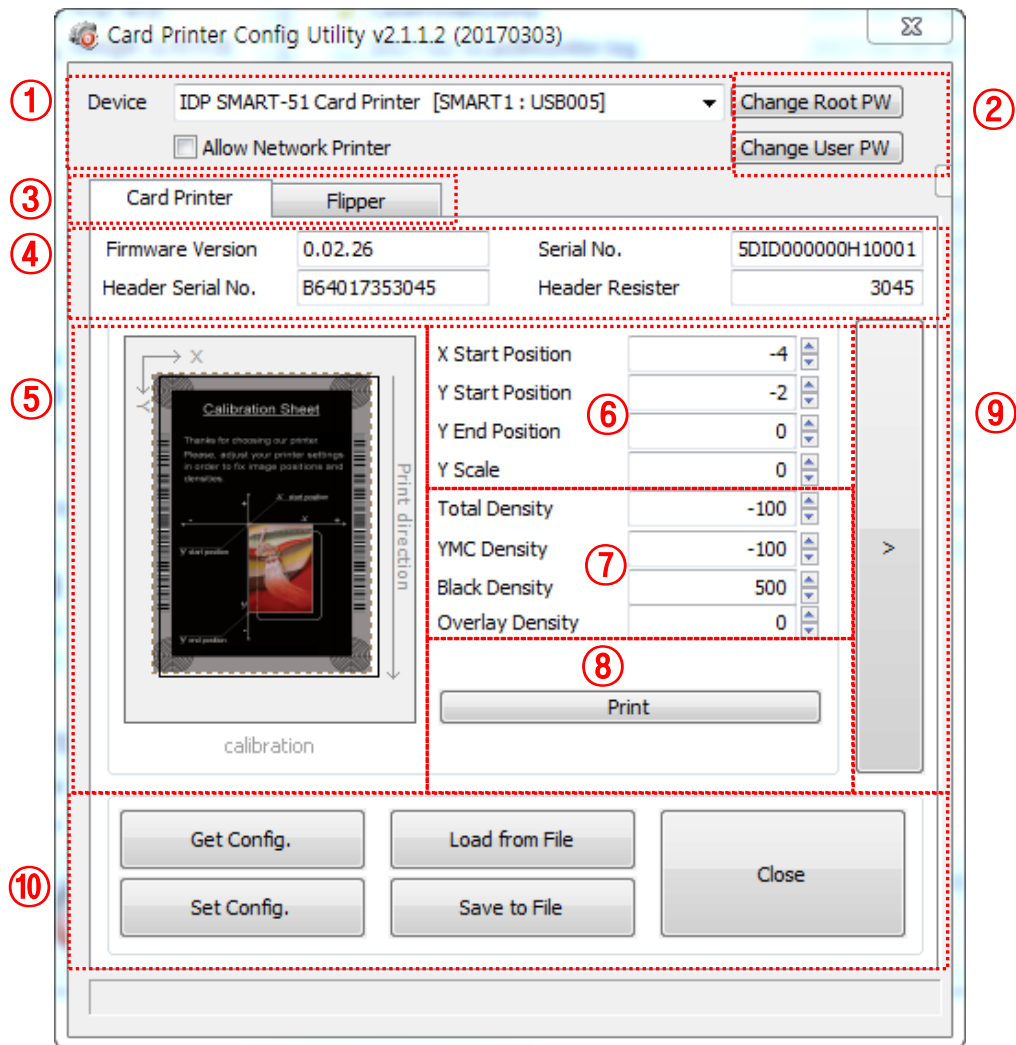 Card Printer Config Utility v2.1.1.2 (20170303)
① Device IDP SMART-51 Card Printer [SMART1 : USB005] Change Root PW ②
Allow Network Printer Change User PW
③ Card Printer Flipper
④ Firmware Version 0.02.26 Serial No. 5DID000000H10001
Header Serial No. B64017353045 Header Resister 3045
⑤
X
Y
Calibration Sheet
Thanks for choosing our printer.
Please, adjust your printer settings
in order to fix image positions and
densities.
X start position
+
- x +
Y start position
y
Y end position
-
Print direction
calibration
⑥
X Start Position -4
Y Start Position -2
Y End Position 0
Y Scale 0
⑦
Total Density -100
YMC Density -100
Black Density 500
Overlay Density 0
⑧
Print
⑨
>
⑩
Get Config. Load from File Close
Set Config. Save to File